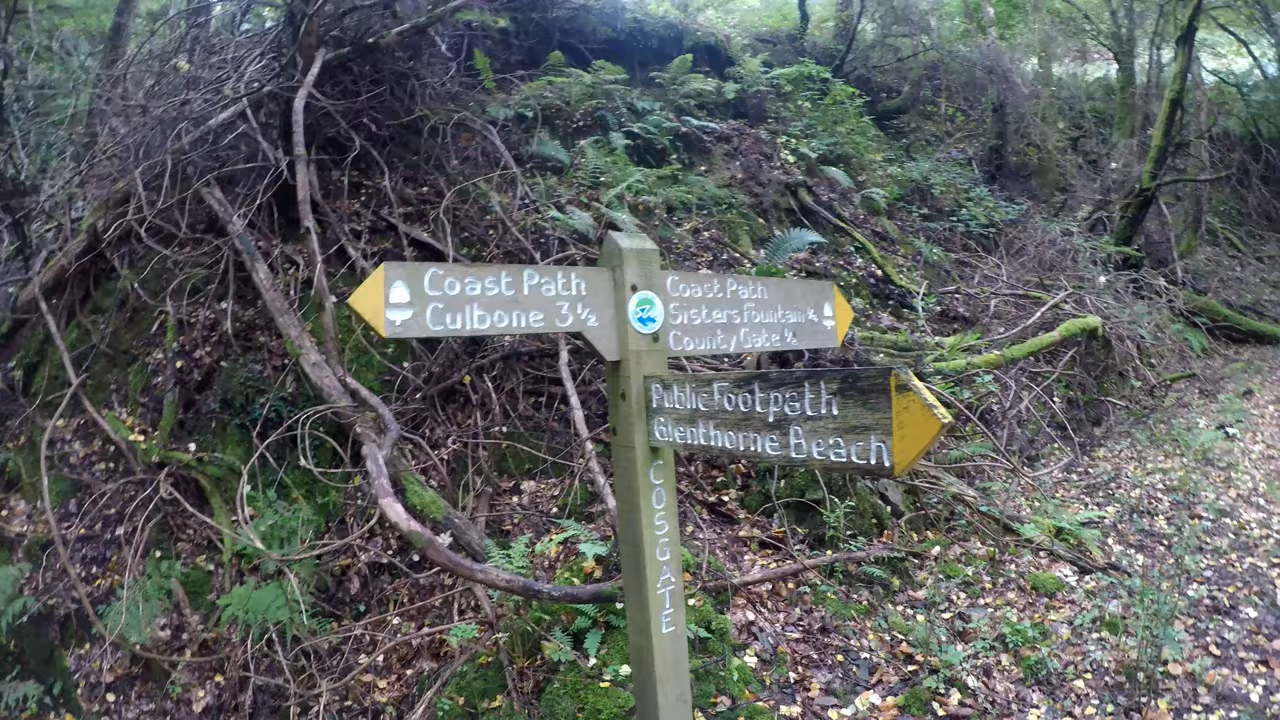 Coast Path
Culbone 3½
Coast Path
Sisters Fountain ¼
County Gate ½
Public Footpath
Glenthorne Beach
COSGATE